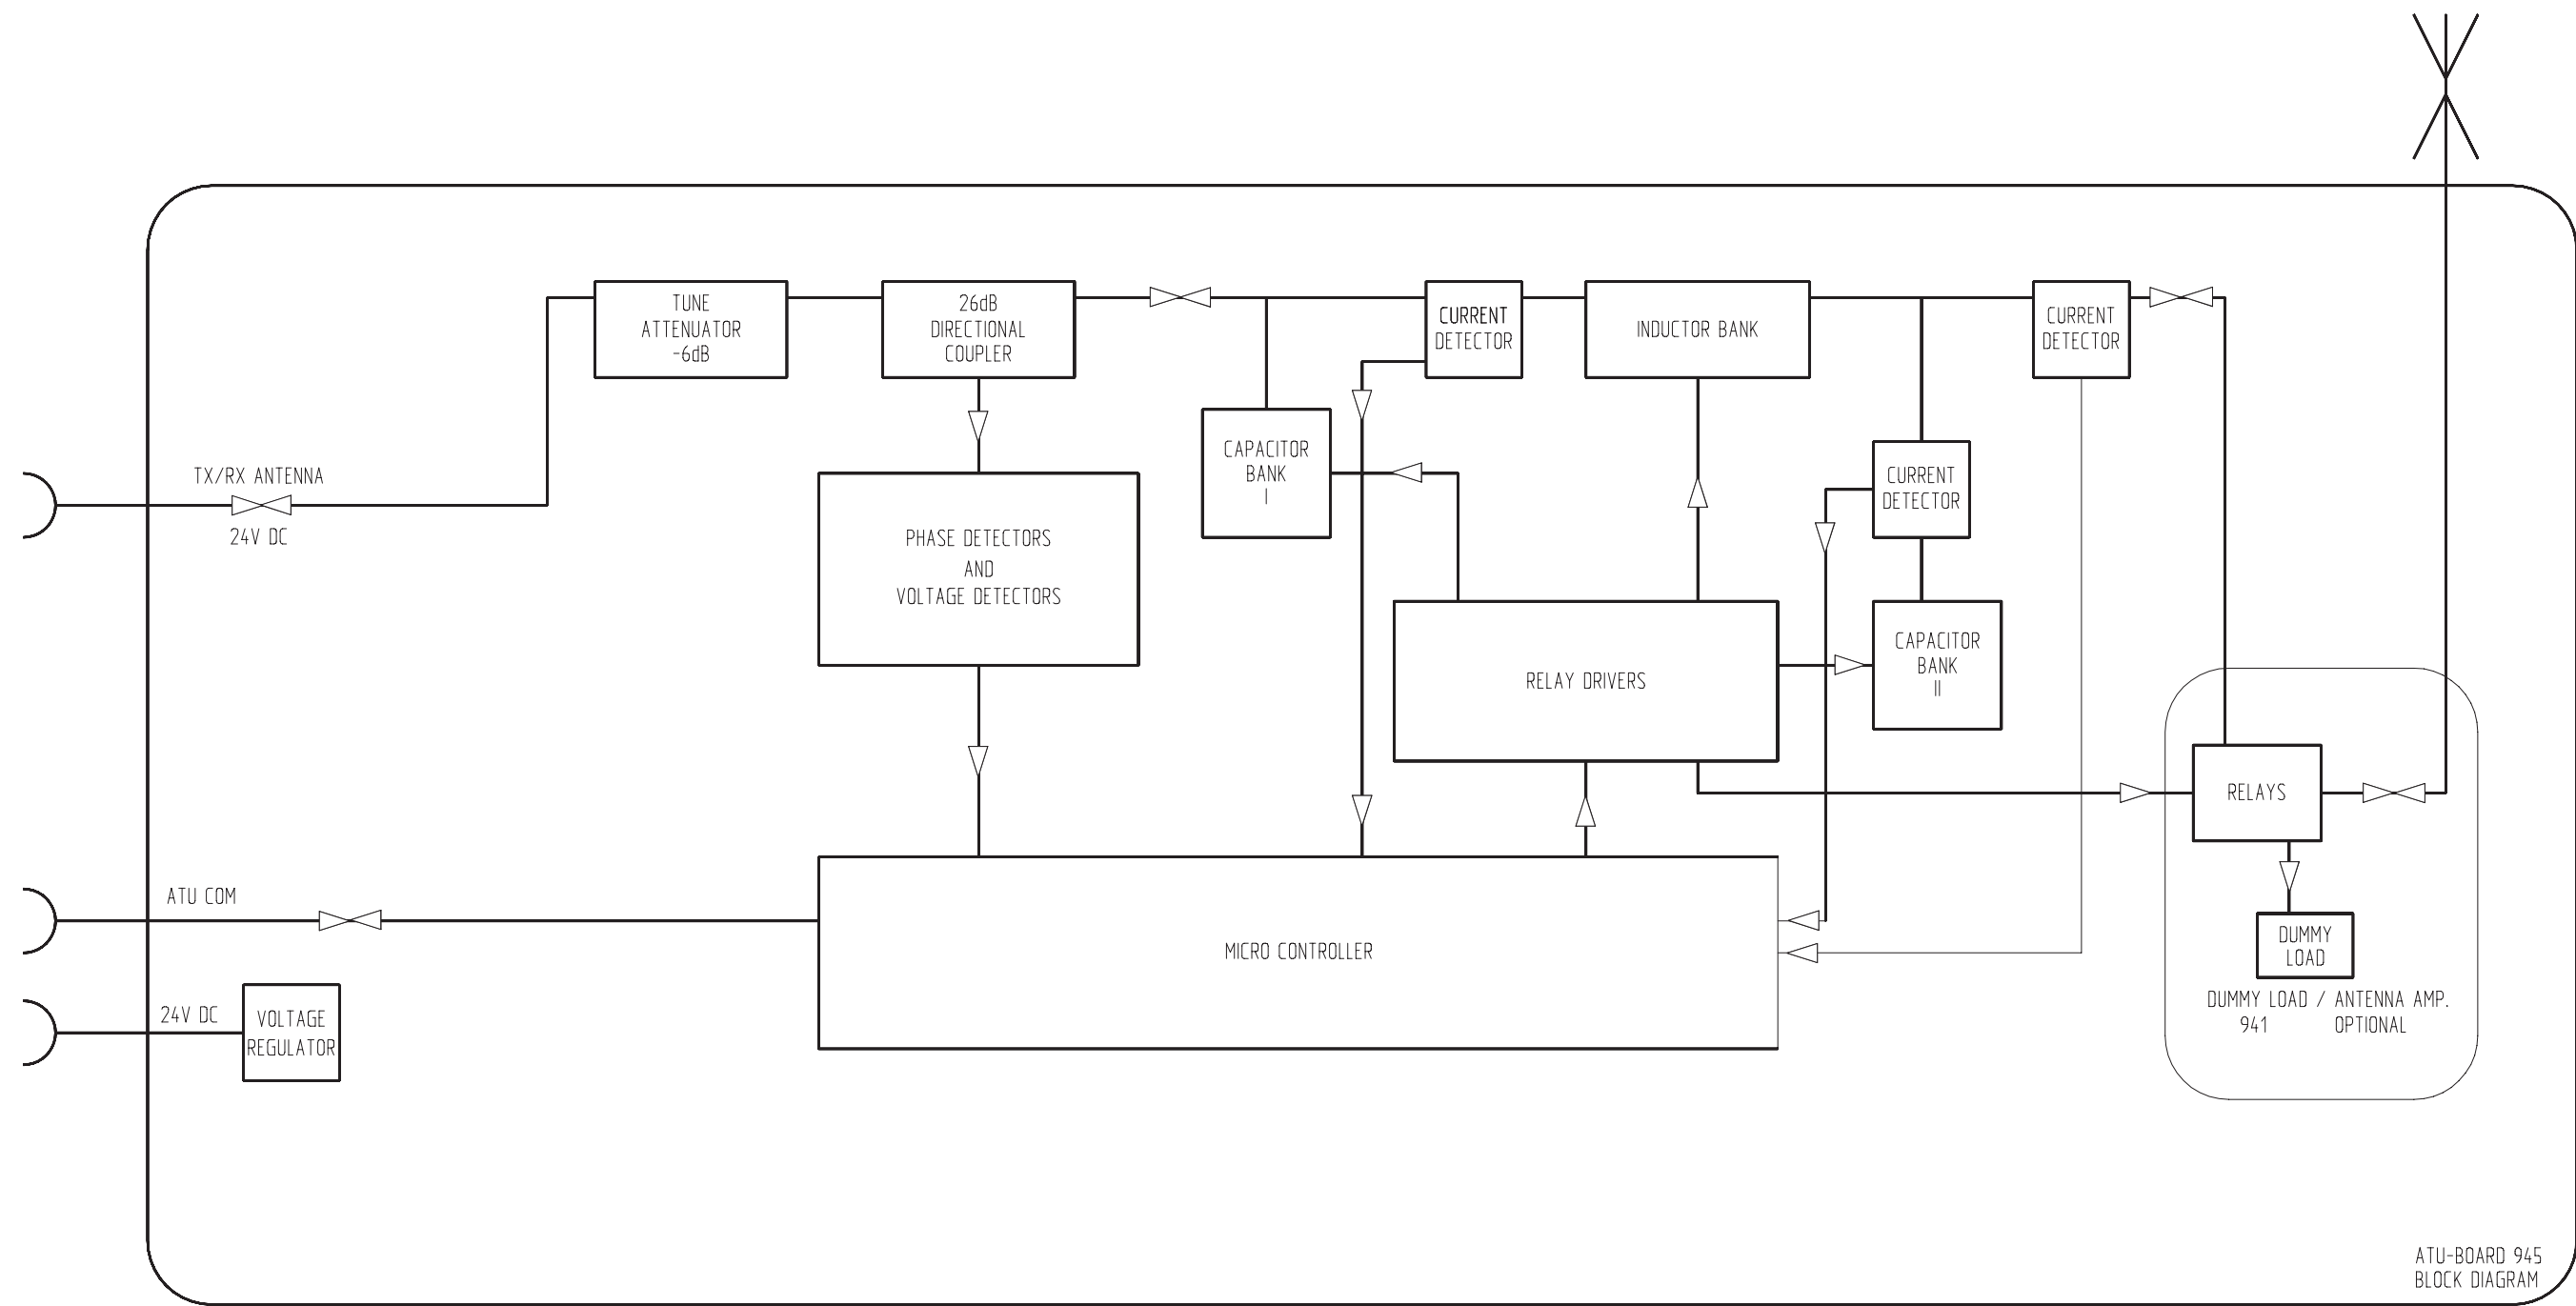 TUNE
ATTENUATOR
-6dB
26dB
DIRECTIONAL
COUPLER
CURRENT
DETECTOR
INDUCTOR BANK
CURRENT
DETECTOR
CAPACITOR
BANK
I
TX/RX ANTENNA
24V DC
CURRENT
DETECTOR
PHASE DETECTORS
AND
VOLTAGE DETECTORS
RELAY DRIVERS
CAPACITOR
BANK
II
RELAYS
ATU COM
MICRO CONTROLLER
DUMMY
LOAD
DUMMY LOAD / ANTENNA AMP.
941 OPTIONAL
24V DC
VOLTAGE
REGULATOR
ATU-BOARD 945
BLOCK DIAGRAM